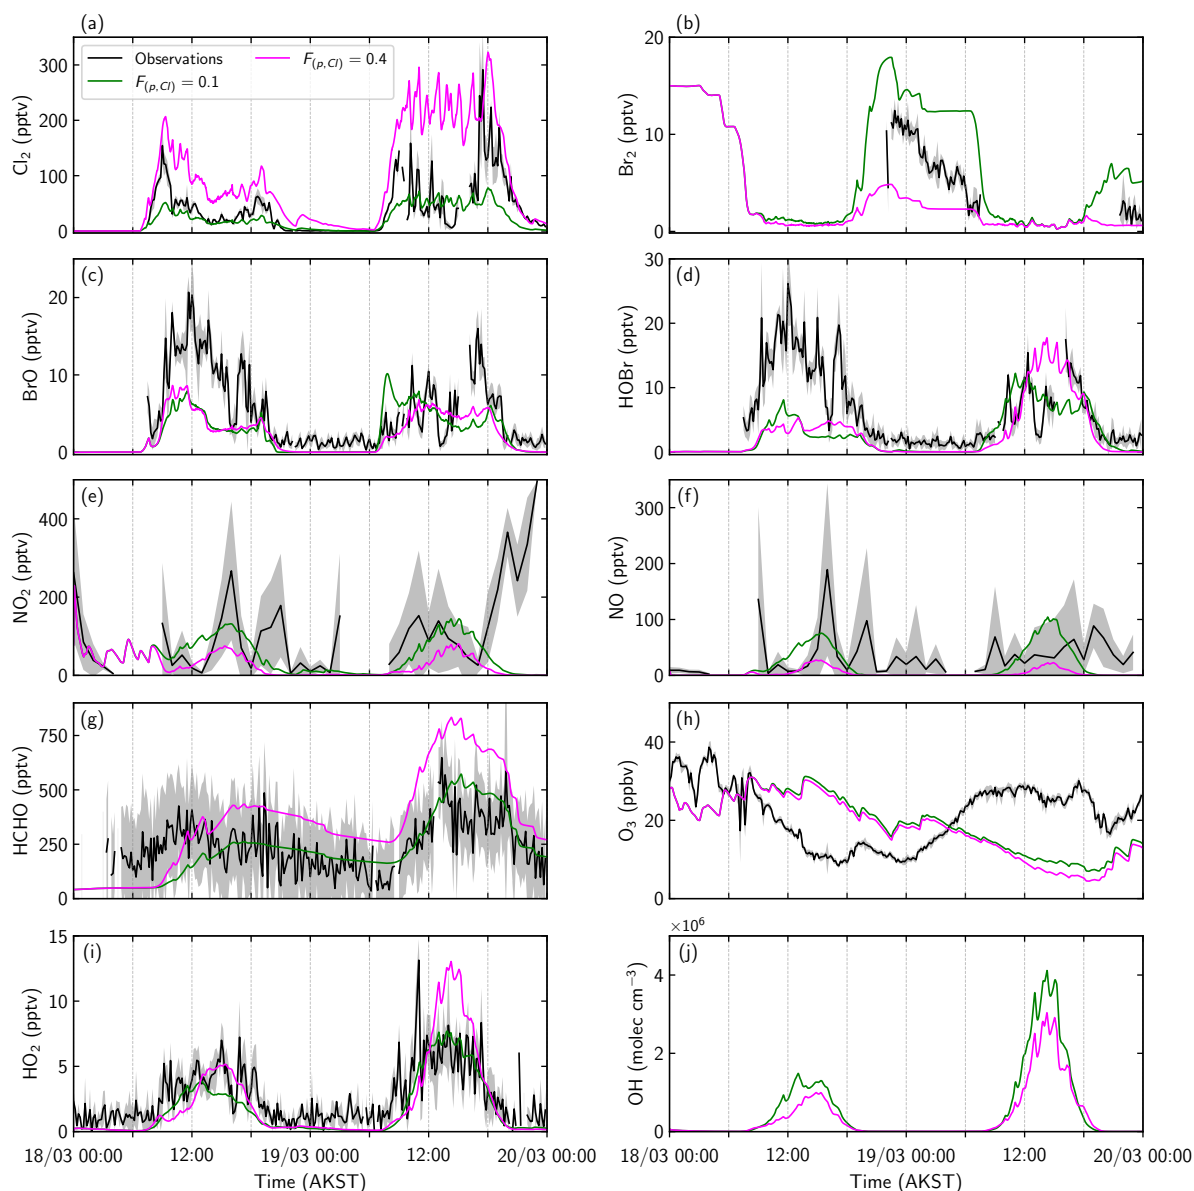 (a)
350
300
200
100
0
Cl₂ (pptv)
Observations
F(p,Cl) = 0.1
F(p,Cl) = 0.4
(b)
20
10
0
Br₂ (pptv)
(c)
20
10
0
BrO (pptv)
(d)
30
20
10
0
HOBr (pptv)
(e)
400
200
0
NO₂ (pptv)
(f)
300
200
100
0
NO (pptv)
(g)
750
500
250
0
HCHO (pptv)
(h)
40
20
0
O₃ (ppbv)
(i)
15
10
5
0
HO₂ (pptv)
18/03 00:00
12:00
19/03 00:00
12:00
20/03 00:00
Time (AKST)
×10⁶
(j)
4
2
0
OH (molec cm⁻³)
18/03 00:00
12:00
19/03 00:00
12:00
20/03 00:00
Time (AKST)